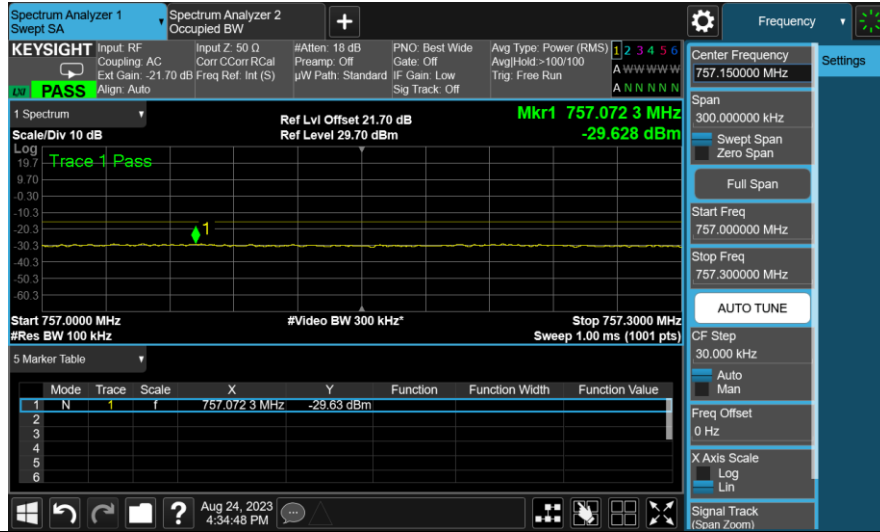 Spectrum Analyzer 1
Swept SA
Spectrum Analyzer 2
Occupied BW
+
Frequency
KEYSIGHT
LXI PASS
Input: RF
Coupling: AC
Ext Gain: -21.70 dB
Align: Auto
Input Z: 50 Ω
Corr CCorr RCal
Freq Ref: Int (S)
#Atten: 18 dB
Preamp: Off
µW Path: Standard
PNO: Best Wide
Gate: Off
IF Gain: Low
Sig Track: Off
Avg Type: Power (RMS)
Avg|Hold:>100/100
Trig: Free Run
1 2 3 4 5 6
A W W W W W
A N N N N N
1 Spectrum
Scale/Div 10 dB
Ref Lvl Offset 21.70 dB
Ref Level 29.70 dBm
Mkr1 757.072 3 MHz
-29.628 dBm
Log
Trace 1 Pass
19.7
9.70
-0.30
-10.3
-20.3
-30.3
-40.3
-50.3
-60.3
1
Start 757.0000 MHz
#Res BW 100 kHz
#Video BW 300 kHz*
Stop 757.3000 MHz
Sweep 1.00 ms (1001 pts)
5 Marker Table
Mode Trace Scale X Y Function Function Width Function Value
1 N 1 f 757.072 3 MHz -29.63 dBm
2
3
4
5
6
Center Frequency
757.150000 MHz
Settings
Span
300.000000 kHz
Swept Span
Zero Span
Full Span
Start Freq
757.000000 MHz
Stop Freq
757.300000 MHz
AUTO TUNE
CF Step
30.000 kHz
Auto
Man
Freq Offset
0 Hz
X Axis Scale
Log
Lin
Signal Track
(Span Zoom)
?
Aug 24, 2023
4:34:48 PM